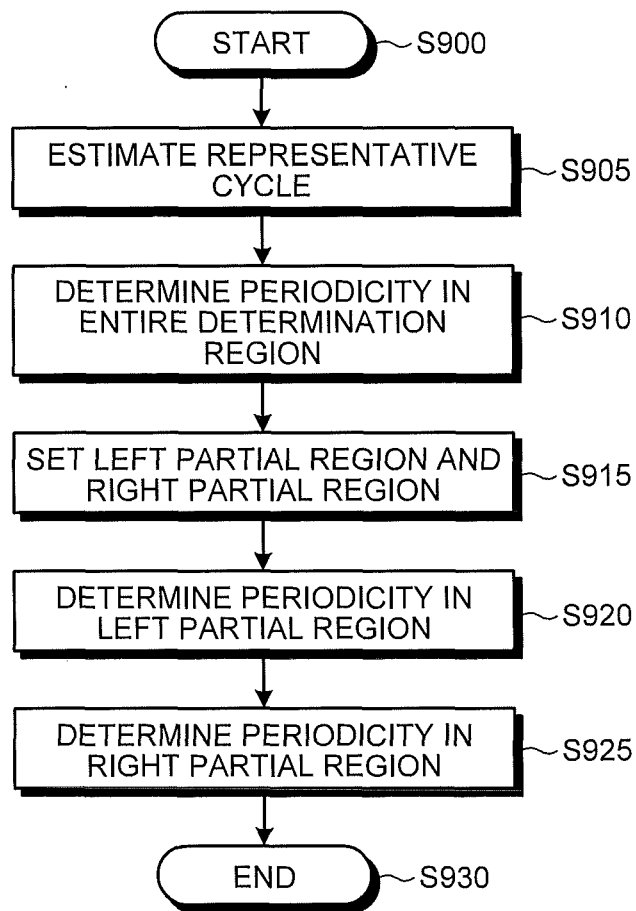 START
S900
ESTIMATE REPRESENTATIVE
CYCLE
S905
DETERMINE PERIODICITY IN
ENTIRE DETERMINATION
REGION
S910
SET LEFT PARTIAL REGION AND
RIGHT PARTIAL REGION
S915
DETERMINE PERIODICITY IN
LEFT PARTIAL REGION
S920
DETERMINE PERIODICITY IN
RIGHT PARTIAL REGION
S925
END
S930